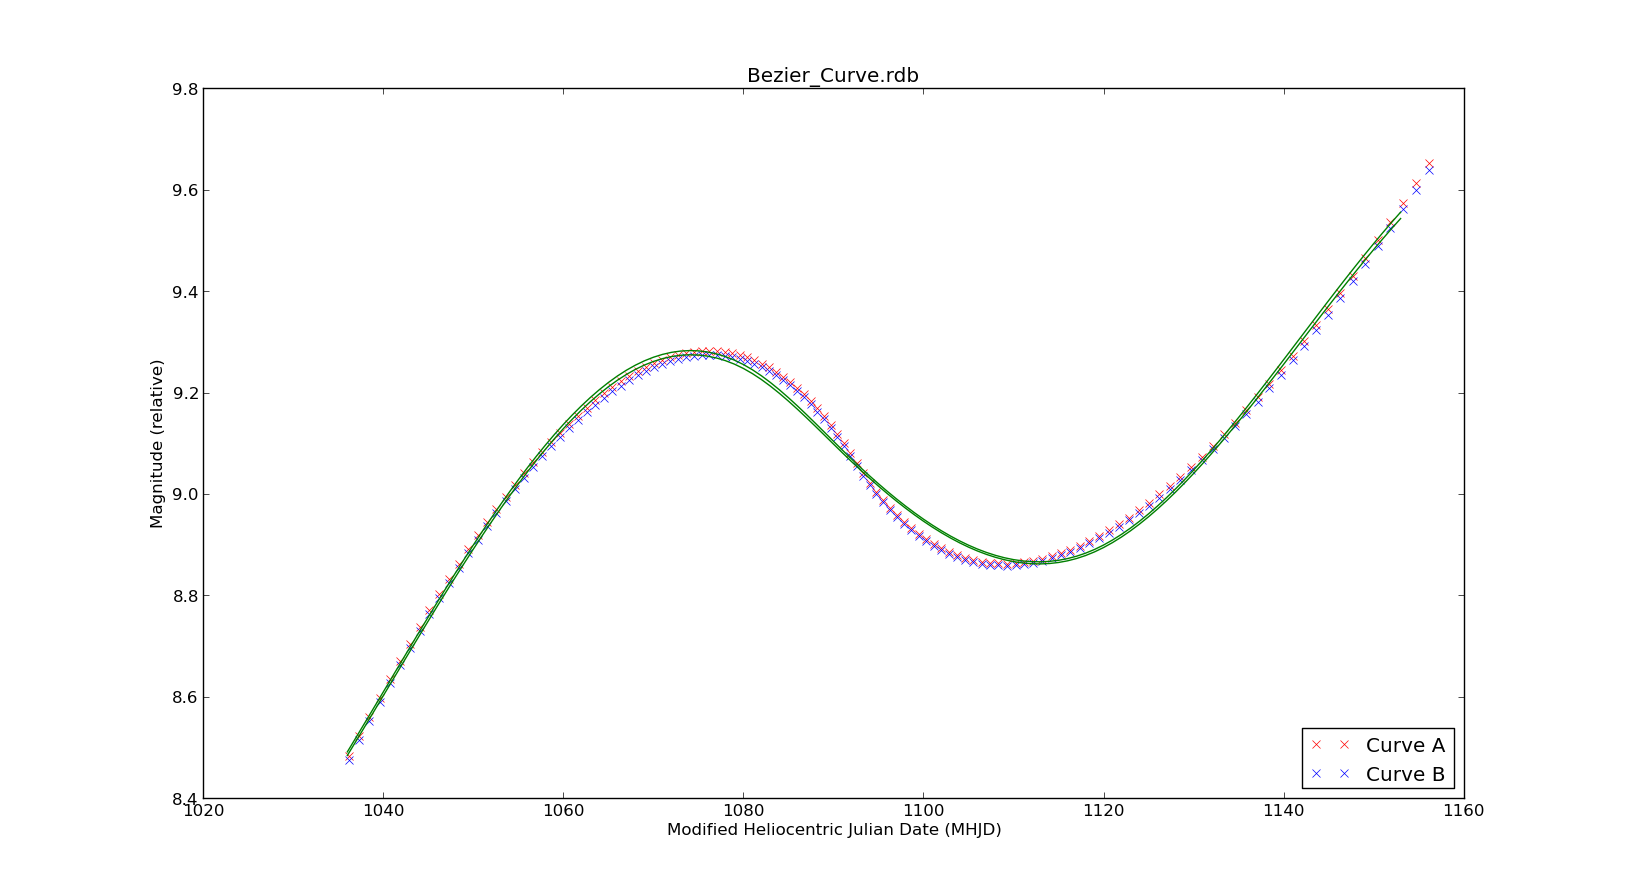 Bezier_Curve.rdb
9.8
9.6
9.4
9.2
9.0
8.8
8.6
8.4
Magnitude (relative)
1020 1040 1060 1080 1100 1120 1140 1160
Modified Heliocentric Julian Date (MHJD)
Curve A
Curve B